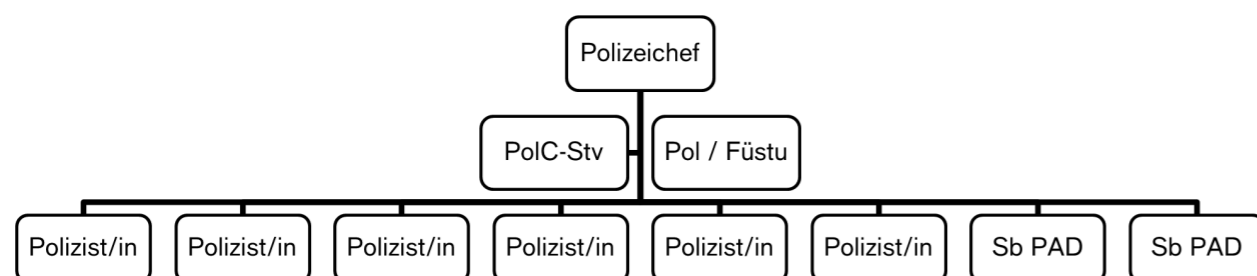 Polizeichef
PolC-Stv
Pol / Füstu
Polizist/in
Polizist/in
Polizist/in
Polizist/in
Polizist/in
Polizist/in
Sb PAD
Sb PAD